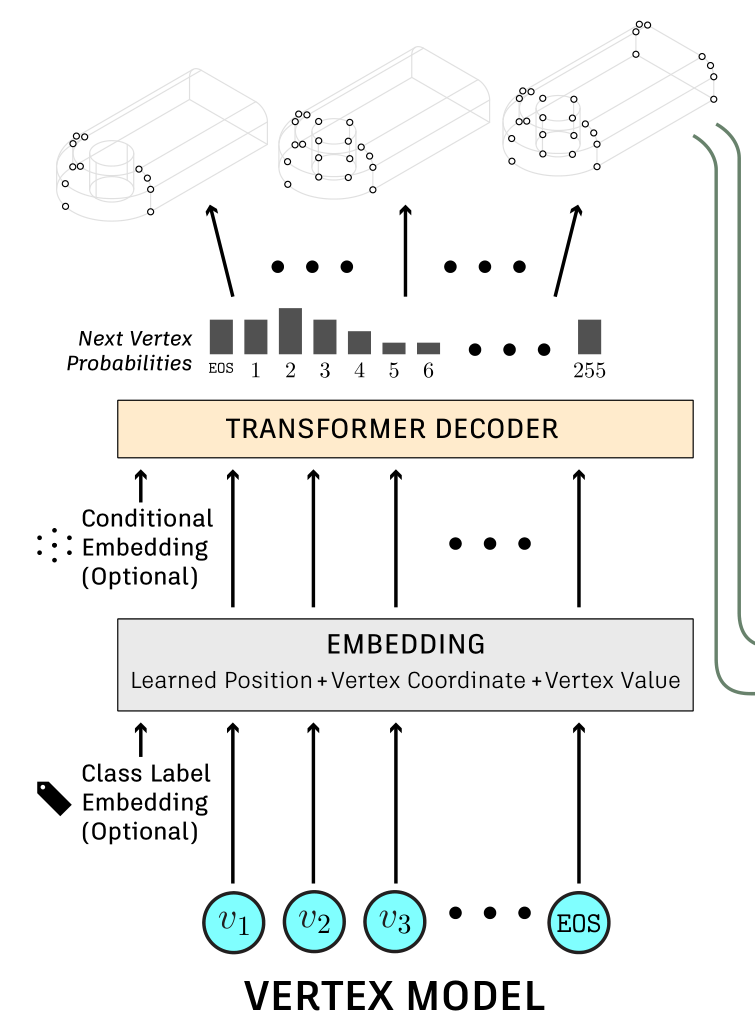 Next Vertex
Probabilities
EOS 1 2 3 4 5 6 255
TRANSFORMER DECODER
Conditional
Embedding
(Optional)
EMBEDDING
Learned Position + Vertex Coordinate + Vertex Value
Class Label
Embedding
(Optional)
v1 v2 v3 EOS
VERTEX MODEL